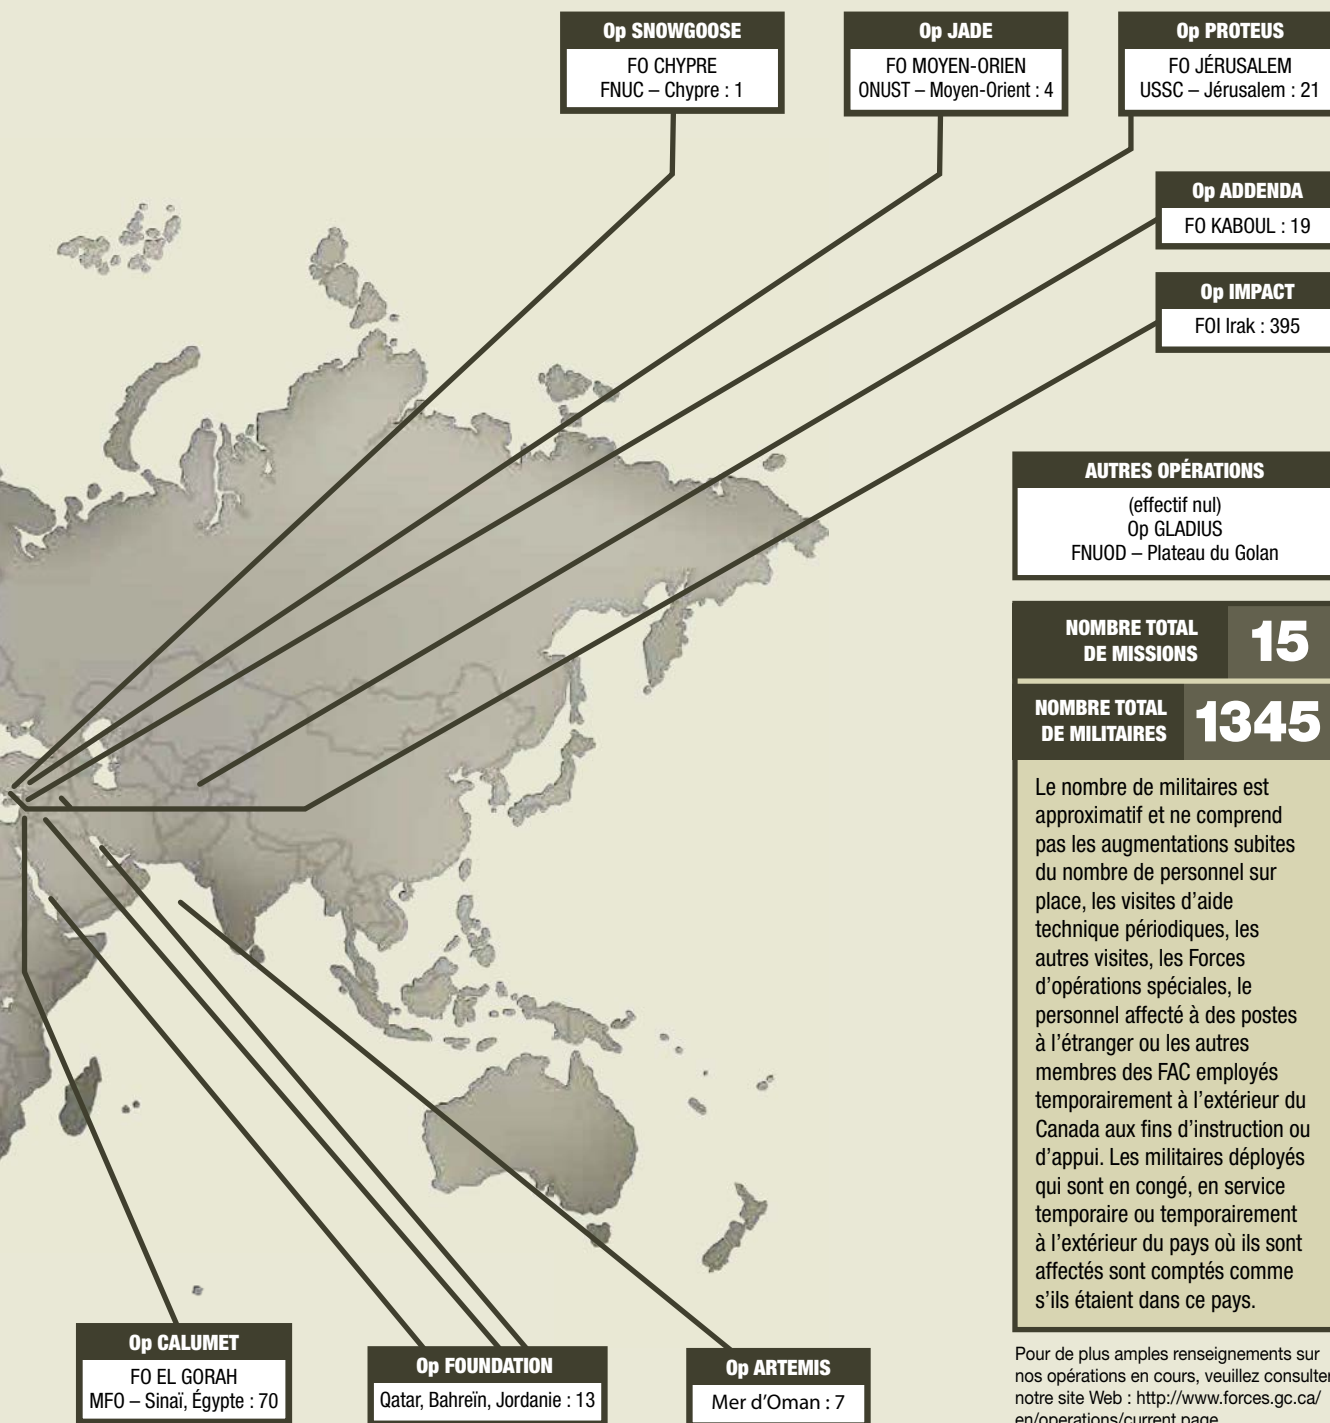 Op SNOWGOOSE
FO CHYPRE
FNUC – Chypre : 1
Op JADE
FO MOYEN-ORIEN
ONUST – Moyen-Orient : 4
Op PROTEUS
FO JÉRUSALEM
USSC – Jérusalem : 21
Op ADDENDA
FO KABOUL : 19
Op IMPACT
FOI Irak : 395
AUTRES OPÉRATIONS
(effectif nul)
Op GLADIUS
FNUOD – Plateau du Golan
NOMBRE TOTAL
DE MISSIONS
15
NOMBRE TOTAL
DE MILITAIRES
1345
Le nombre de militaires est
approximatif et ne comprend
pas les augmentations subites
du nombre de personnel sur
place, les visites d'aide
technique périodiques, les
autres visites, les Forces
d'opérations spéciales, le
personnel affecté à des postes
à l'étranger ou les autres
membres des FAC employés
temporairement à l'extérieur du
Canada aux fins d'instruction ou
d'appui. Les militaires déployés
qui sont en congé, en service
temporaire ou temporairement
à l'extérieur du pays où ils sont
affectés sont comptés comme
s'ils étaient dans ce pays.
Op CALUMET
FO EL GORAH
MFO – Sinaï, Égypte : 70
Op FOUNDATION
Qatar, Bahreïn, Jordanie : 13
Op ARTEMIS
Mer d'Oman : 7
Pour de plus amples renseignements sur
nos opérations en cours, veuillez consulter
notre site Web : http://www.forces.gc.ca/
en/operations/current.page